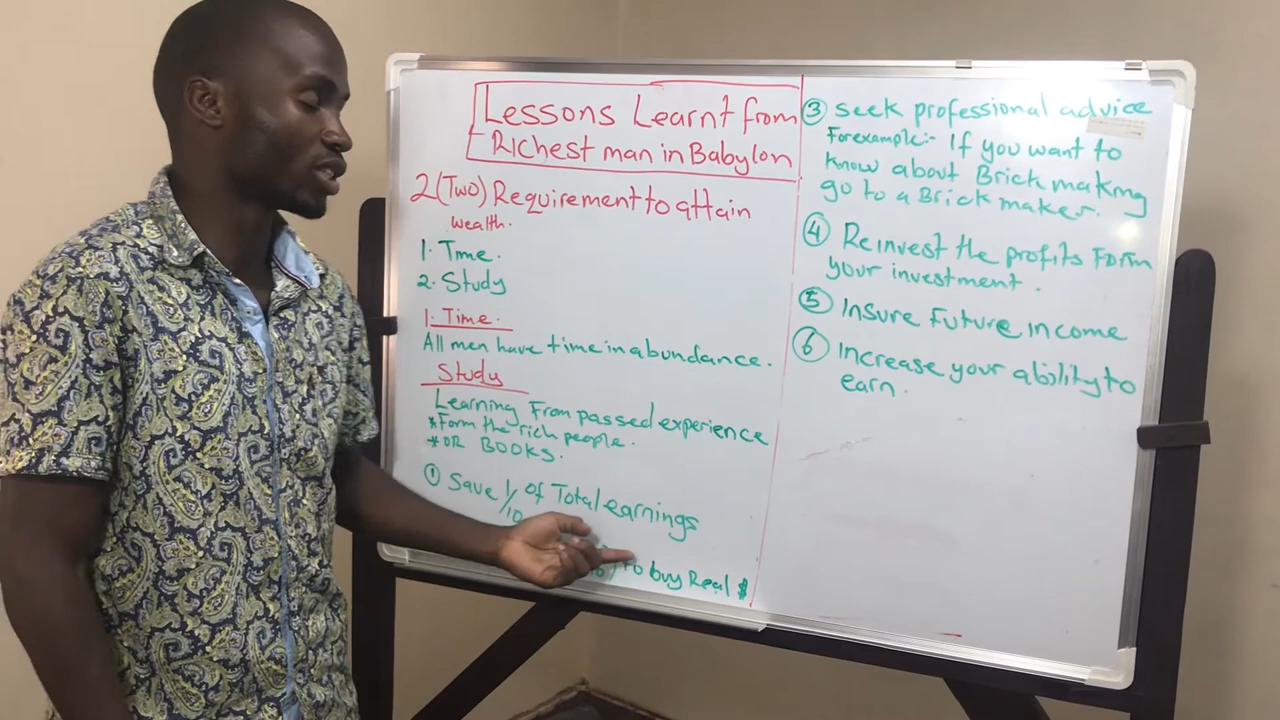 Lessons Learnt from
Richest man in Babylon
2 (Two) Requirement to attain
wealth.
1. Time.
2. Study
1. Time.
All men have time in abundance.
Study
Learning From passed experience
* Form the rich people.
* OR BOOKS.
① Save 1/10 of Total earnings
To buy Real $
③ seek professional advice
For example:- If you want to
know about Brick making
go to a Brick maker.
④ Reinvest the profits Form
your investment.
⑤ Insure Future income
⑥ Increase your ability to
earn.